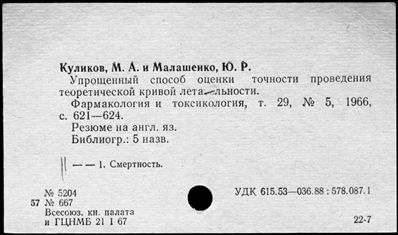 Куликов, М. А. и Малашенко, Ю. Р.
Упрощенный способ оценки точности проведения
теоретической кривой летальности.
Фармакология и токсикология, т. 29, № 5, 1966,
с. 621—624.
Резюме на англ. яз.
Библиогр.: 5 назв.
— — 1. Смертность.
№ 5204
57 № 667
Всесоюз. кн. палата
и ГЦНМБ 21 1 67
УДК 615.53—036.88 : 578.087.1
22-7